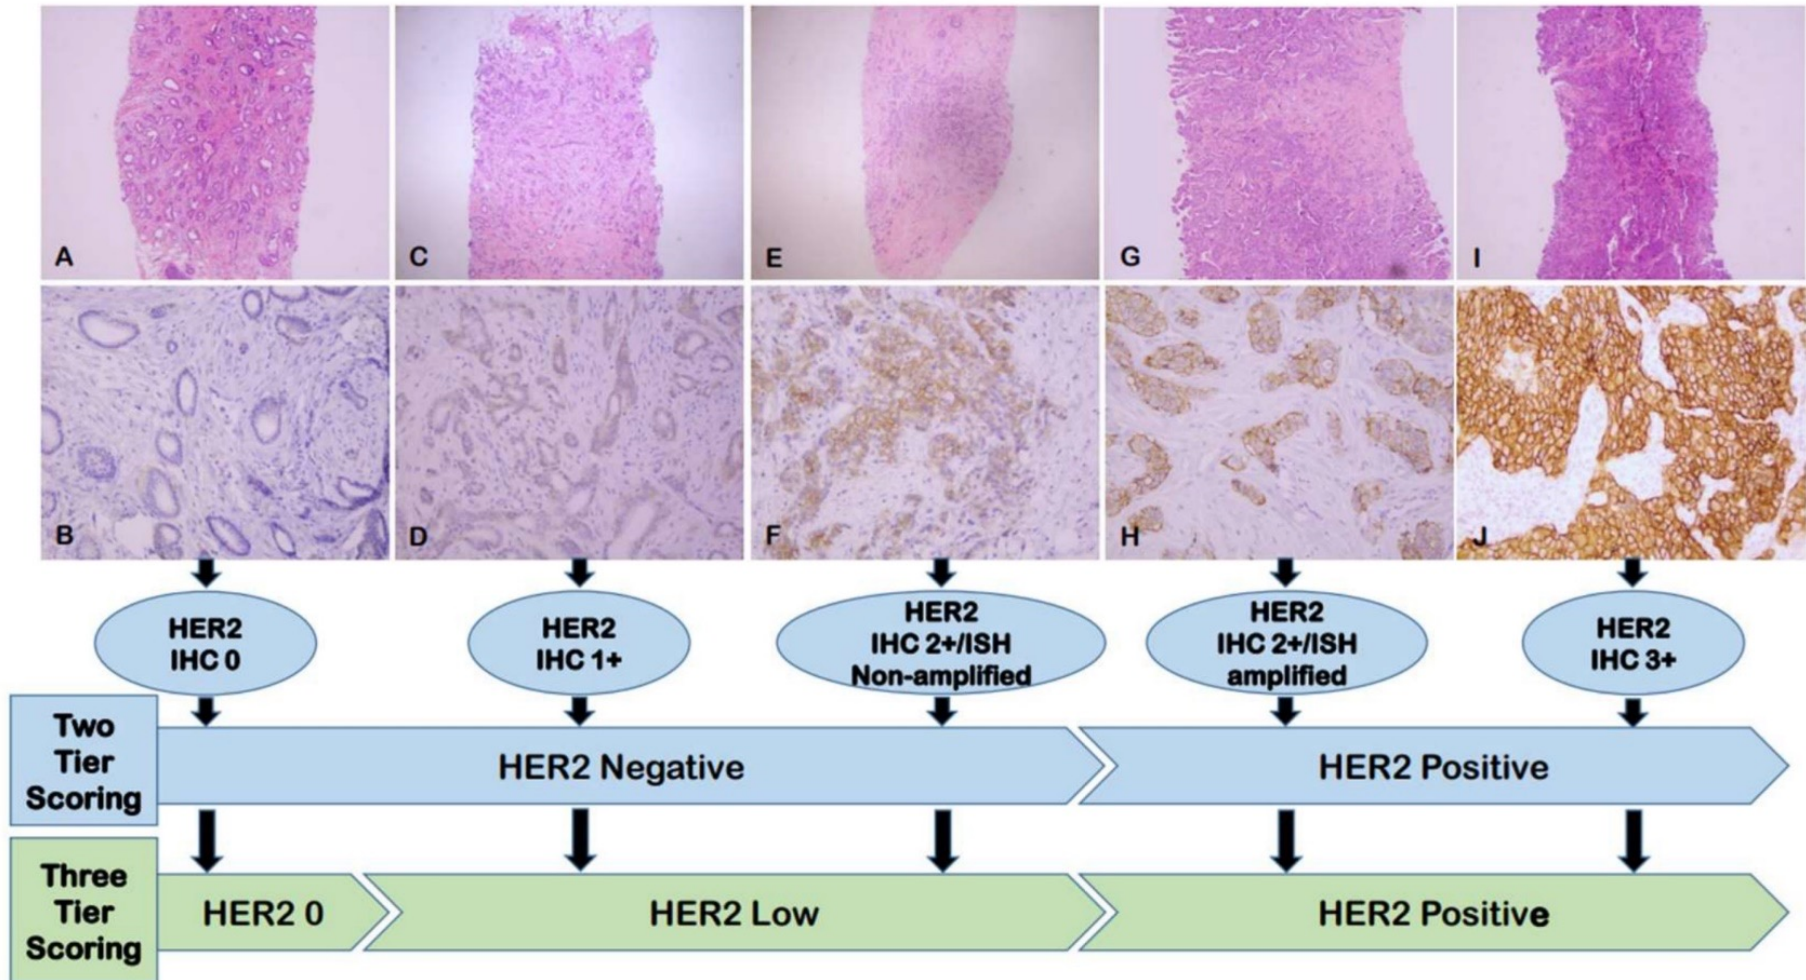 A
C
E
G
I
B
D
F
H
J
HER2
IHC 0
HER2
IHC 1+
HER2
IHC 2+/ISH
Non-amplified
HER2
IHC 2+/ISH
amplified
HER2
IHC 3+
Two
Tier
Scoring
HER2 Negative
HER2 Positive
Three
Tier
Scoring
HER2 0
HER2 Low
HER2 Positive